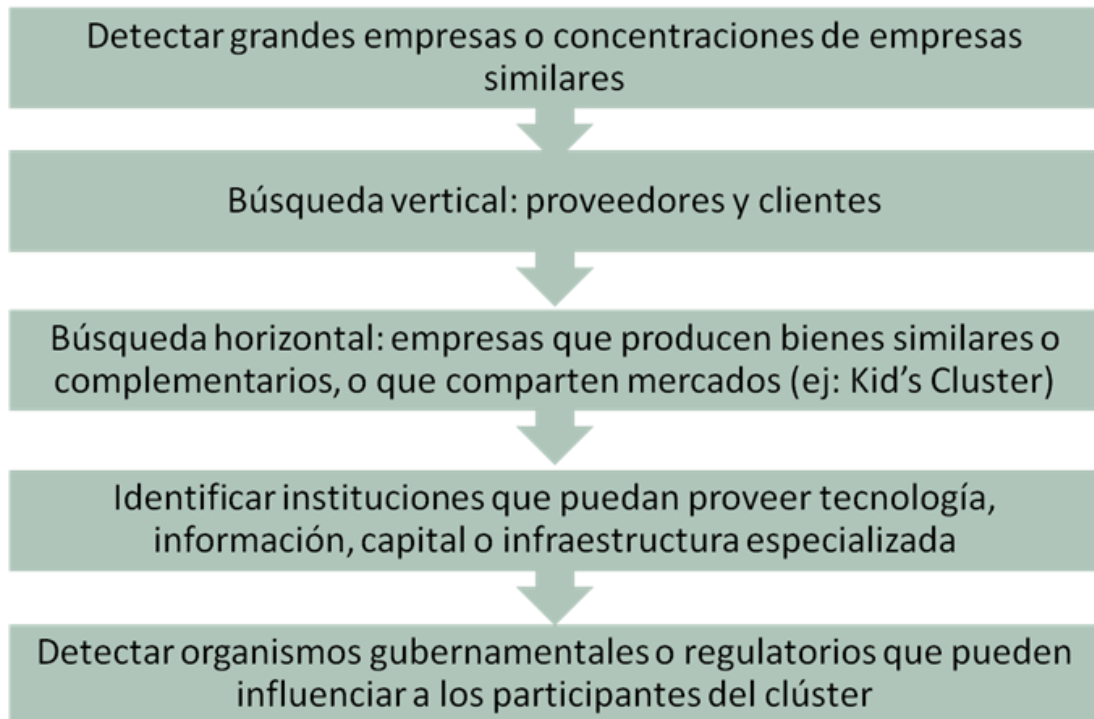 Detectar grandes empresas o concentraciones de empresas
similares
Búsqueda vertical: proveedores y clientes
Búsqueda horizontal: empresas que producen bienes similares o
complementarios, o que comparten mercados (ej: Kid’s Cluster)
Identificar instituciones que puedan proveer tecnología,
información, capital o infraestructura especializada
Detectar organismos gubernamentales o regulatorios que pueden
influenciar a los participantes del clúster